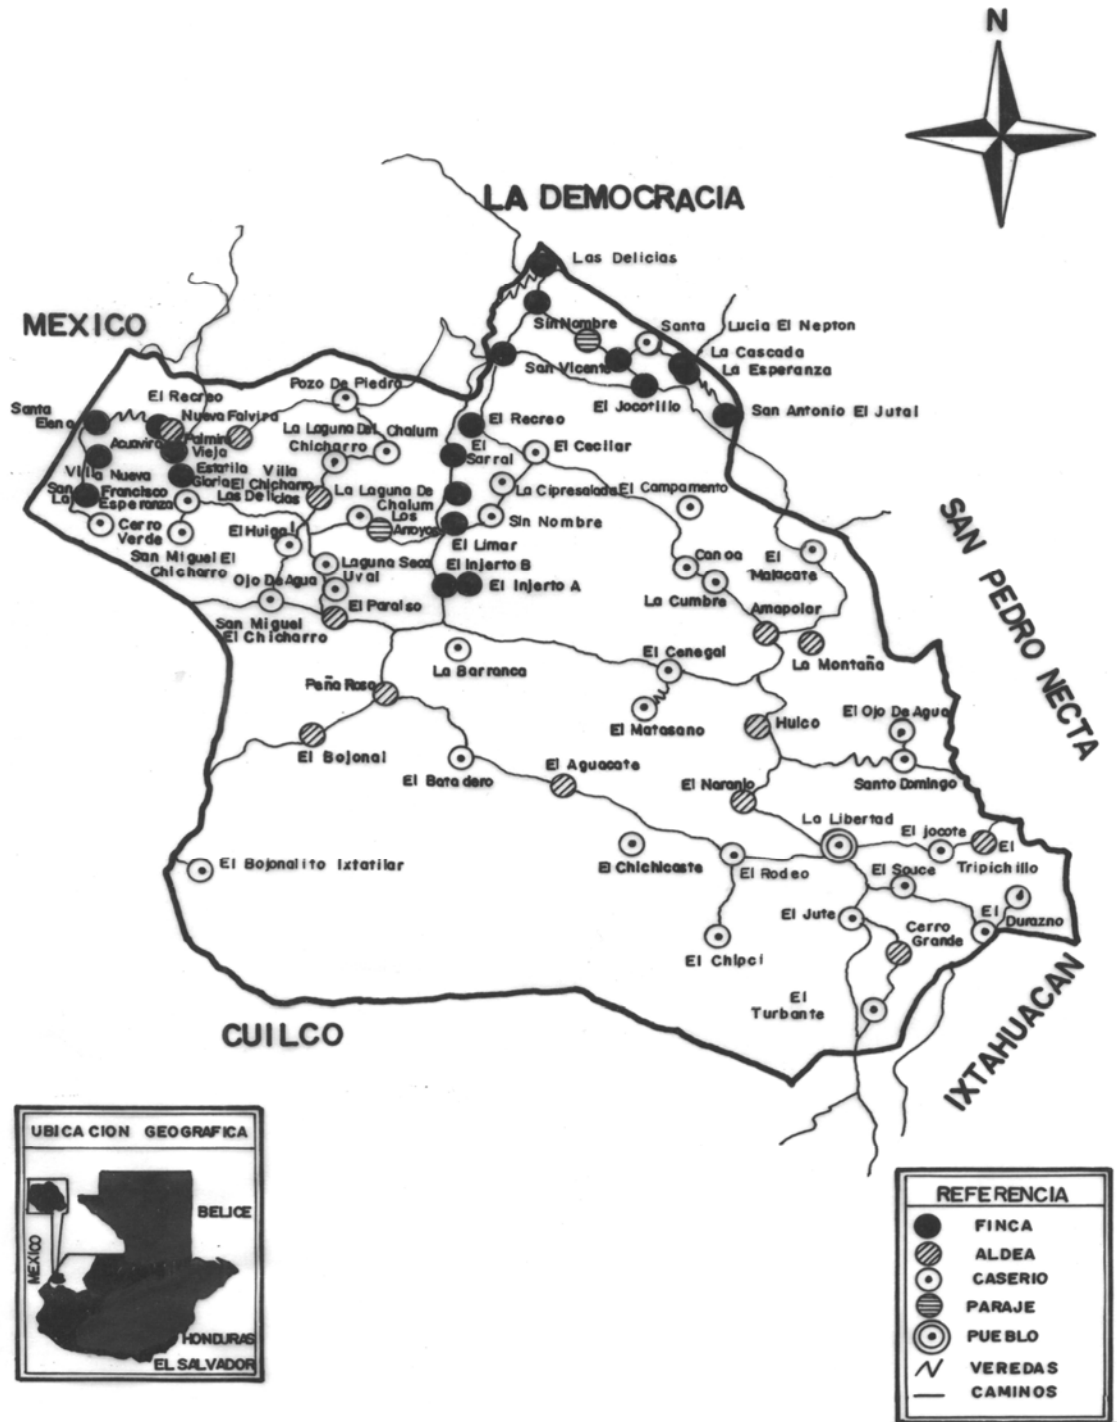 N
LA DEMOCRACIA
Las Delicias
MEXICO
Sin Nombre
Santa Lucia El Nepton
La Cascada
La Esperanza
San Vicente
El Jocotillo
San Antonio El Jutal
Pozo De Piedra
El Recreo
Nueva Palvira
Santa
Elena
Acuavira
Palmira
Vieja
La Laguna Del Chalum
Chicharro
El Recreo
El
Sarral
El Cecilar
Villa Nueva
Estatila
Gloria
Villa
El Chicharro
Las Delicias
San Francisco
La Esperanza
Cerro
Verde
La Laguna De
Chalum
Los
Arroyos
La Cipresalada
El Campamento
Sin Nombre
El Limar
El Huigal
San Miguel El
Chicharro
Laguna Seca
Uval
El Injerto B
El Injerto A
Ojo De Agua
El Paraiso
San Miguel
El Chicharro
Canoa
La Cumbre
El
Malacate
Amapolar
La Montaña
SAN PEDRO NECTA
La Barranca
El Cenegal
Peña Rosa
El Matasano
Huico
El Ojo De Agua
El Bojonal
El Batadero
El Aguacate
El Naranjo
Santo Domingo
La Libertad
El jocote
El
Tripichillo
El Bojonalito Ixtatilar
El Chichicaste
El Rodeo
El Souce
El Jute
Cerro
Grande
El
Durazno
El Chipal
El
Turbante
CUILCO
IXTAHUACAN
UBICACION GEOGRAFICA
BELICE
MEXICO
HONDURAS
EL SALVADOR
REFERENCIA
FINCA
ALDEA
CASERIO
PARAJE
PUEBLO
VEREDAS
CAMINOS